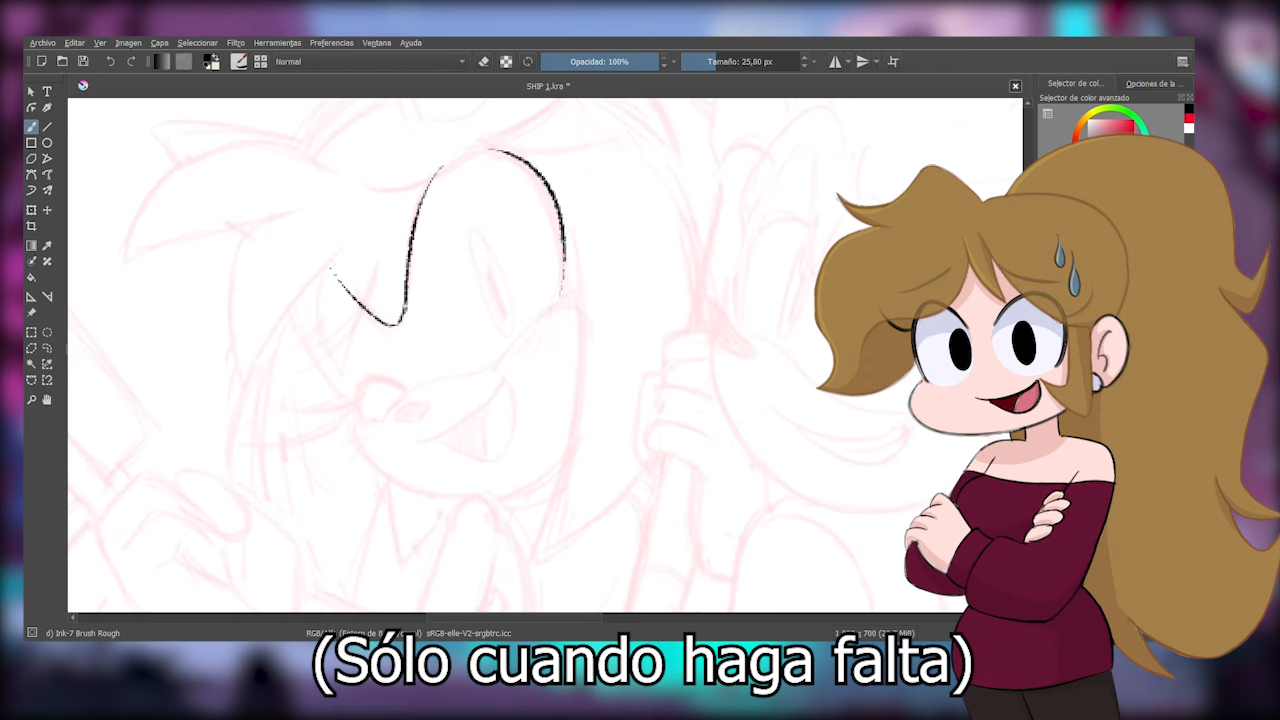 Archivo Editar Ver Imagen Capa Seleccionar Filtro Herramientas Preferencias Ventana Ayuda
Normal Opacidad: 100% Tamaño: 25,00 px
SHIP 1.kra *
Selector de col... Opciones de la ...
Selector de color avanzado
d) Ink-7 Brush Rough sRGB-elle-V2-srgbtrc.icc
(Sólo cuando haga falta)